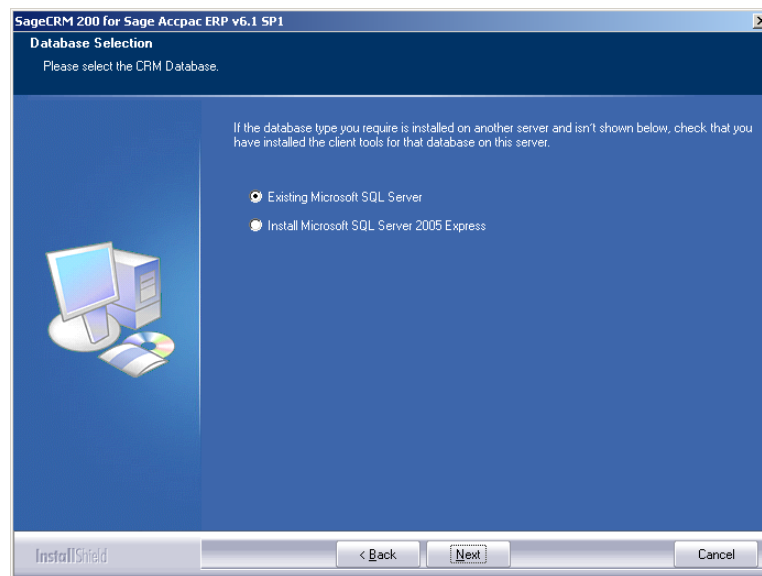 SageCRM 200 for Sage Accpac ERP v6.1 SP1
Database Selection
Please select the CRM Database.
If the database type you require is installed on another server and isn't shown below, check that you
have installed the client tools for that database on this server.
Existing Microsoft SQL Server
Install Microsoft SQL Server 2005 Express
InstallShield
< Back
Next
Cancel